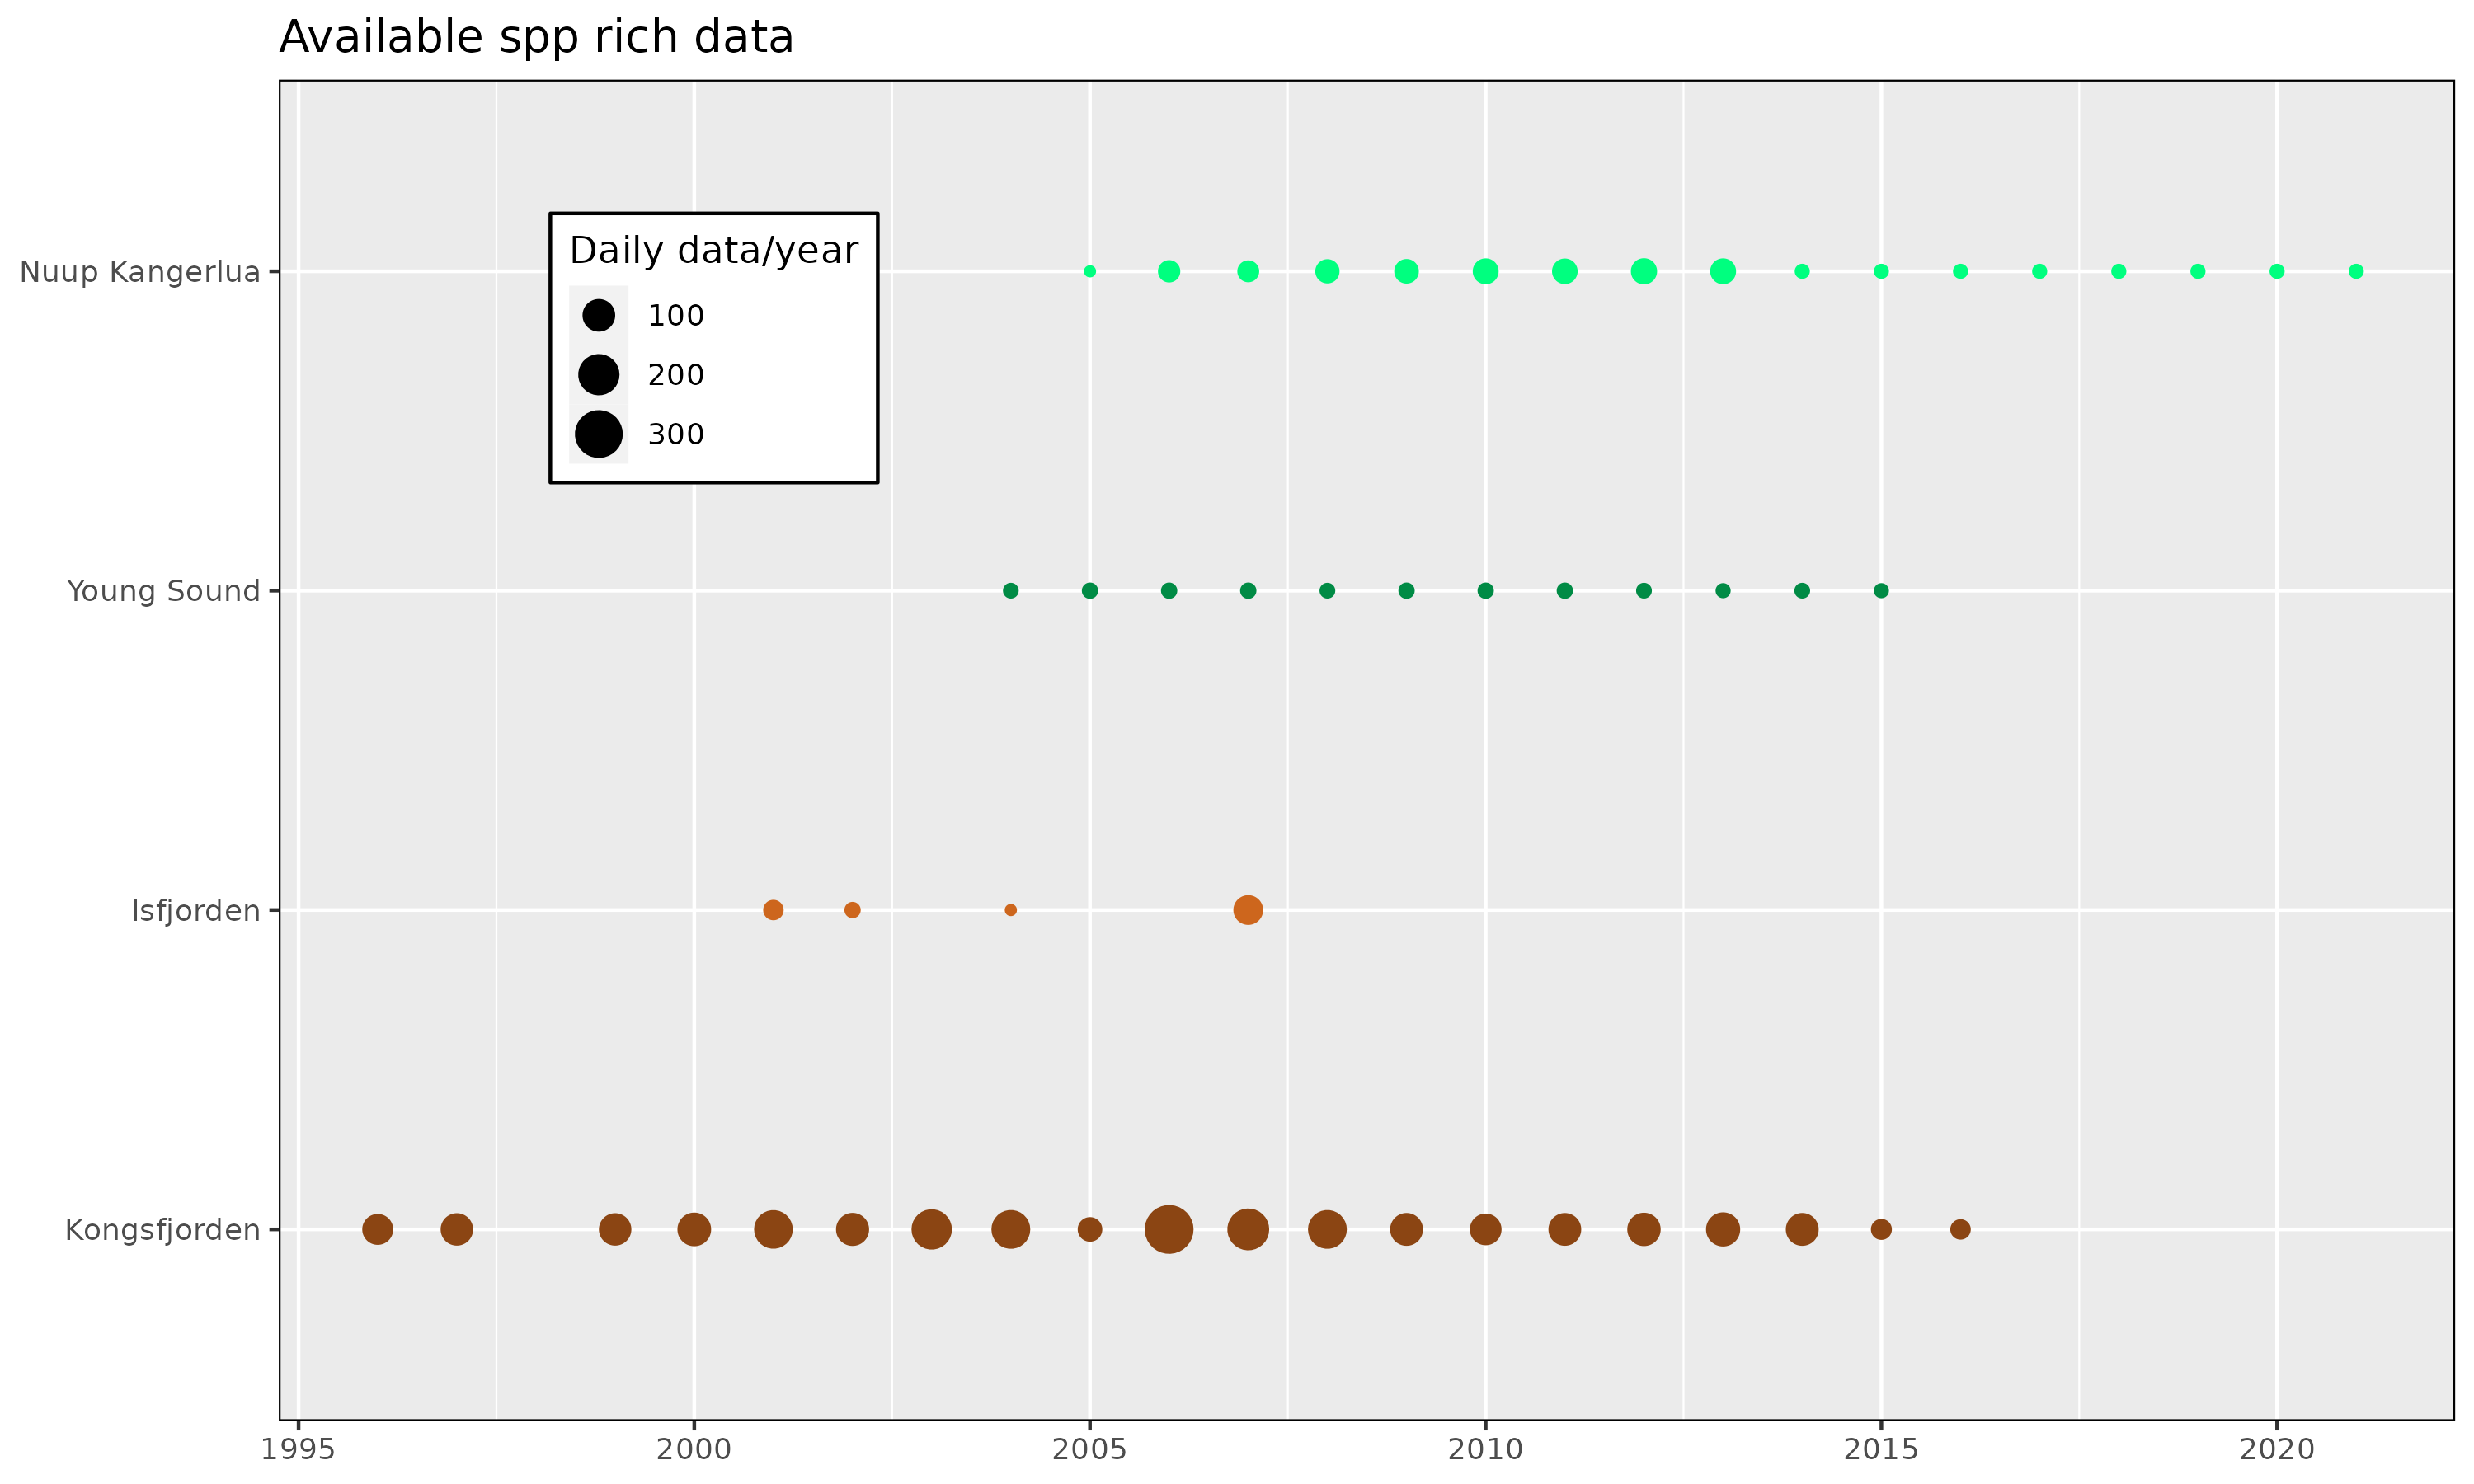 Available spp rich data
Nuup Kangerlua
Daily data/year
100
200
300
Young Sound
Isfjorden
Kongsfjorden
1995 2000 2005 2010 2015 2020